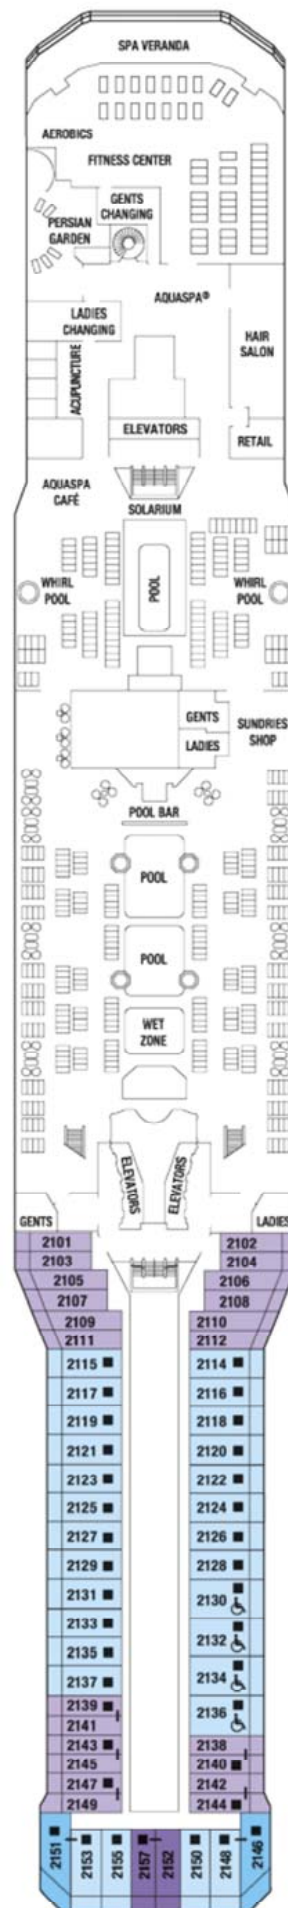 SPA VERANDA
AEROBICS
FITNESS CENTER
GENTS
CHANGING
PERSIAN
GARDEN
AQUASPA®
LADIES
CHANGING
HAIR
SALON
ACUPUNCTURE
ELEVATORS
RETAIL
AQUASPA
CAFÉ
SOLARIUM
WHIRL
POOL
POOL
WHIRL
POOL
GENTS
LADIES
SUNDRIES
SHOP
POOL BAR
POOL
POOL
WET
ZONE
ELEVATORS
ELEVATORS
GENTS
LADIES
2101 2102
2103 2104
2105 2106
2107 2108
2109 2110
2111 2112
2115 2114
2117 2116
2119 2118
2121 2120
2123 2122
2125 2124
2127 2126
2129 2128
2131 2130
2133 2132
2135 2134
2137 2136
2139
2141 2138
2143 2140
2145
2147 2142
2149 2144
2151 2153 2155 2157 2152 2150 2148 2146